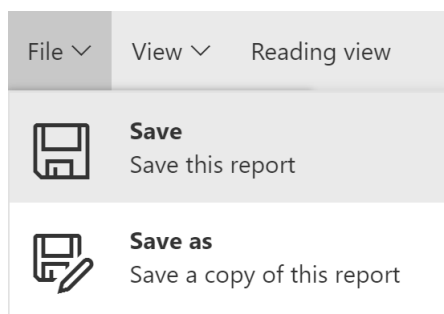 File View Reading view
Save
Save this report
Save as
Save a copy of this report